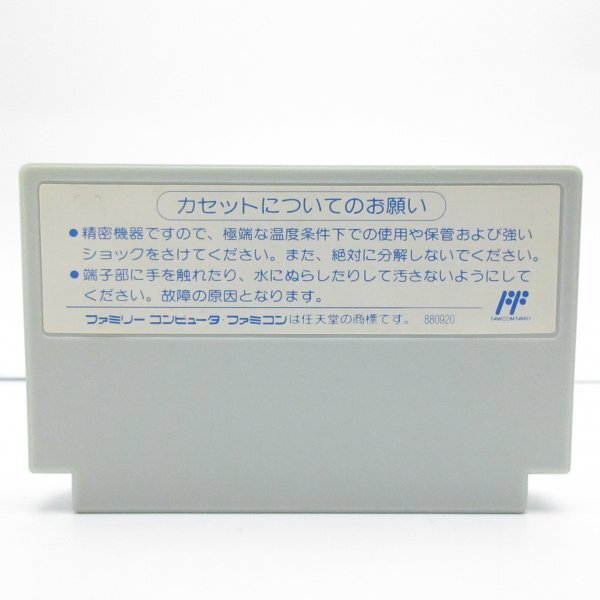 カセットについてのお願い
●精密機器ですので、極端な温度条件下での使用や保管および強い
ショックをさけてください。また、絶対に分解しないでください。
●端子部に手を触れたり、水にぬらしたりして汚さないようにして
ください。故障の原因となります。
ファミリー コンピュータ・ファミコンは任天堂の商標です。 880920
FF
FAMICOM FAMILY